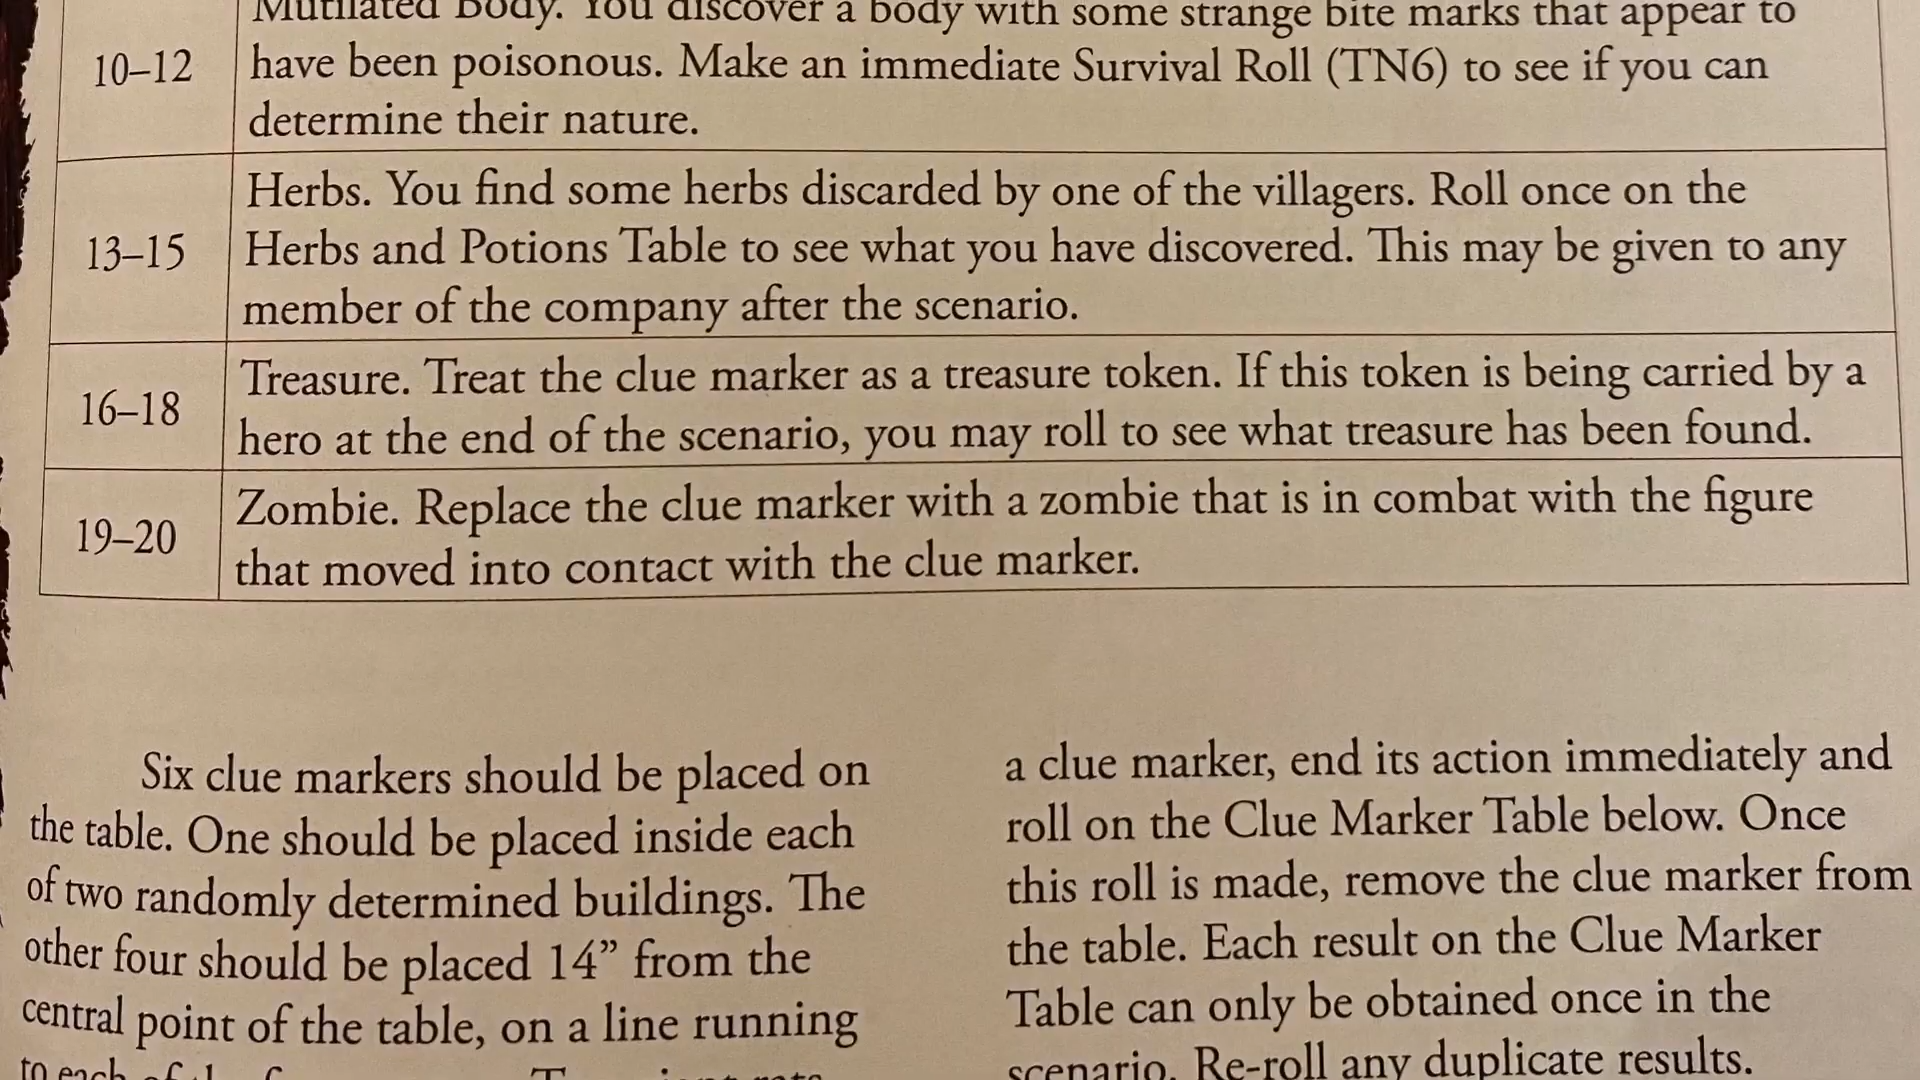 Mutilated Body. You discover a body with some strange bite marks that appear to
10–12
have been poisonous. Make an immediate Survival Roll (TN6) to see if you can
determine their nature.
Herbs. You find some herbs discarded by one of the villagers. Roll once on the
13–15
Herbs and Potions Table to see what you have discovered. This may be given to any
member of the company after the scenario.
16–18
Treasure. Treat the clue marker as a treasure token. If this token is being carried by a
hero at the end of the scenario, you may roll to see what treasure has been found.
19–20
Zombie. Replace the clue marker with a zombie that is in combat with the figure
that moved into contact with the clue marker.
Six clue markers should be placed on
the table. One should be placed inside each
of two randomly determined buildings. The
other four should be placed 14” from the
central point of the table, on a line running
to each of
a clue marker, end its action immediately and
roll on the Clue Marker Table below. Once
this roll is made, remove the clue marker from
the table. Each result on the Clue Marker
Table can only be obtained once in the
scenario. Re-roll any duplicate results.